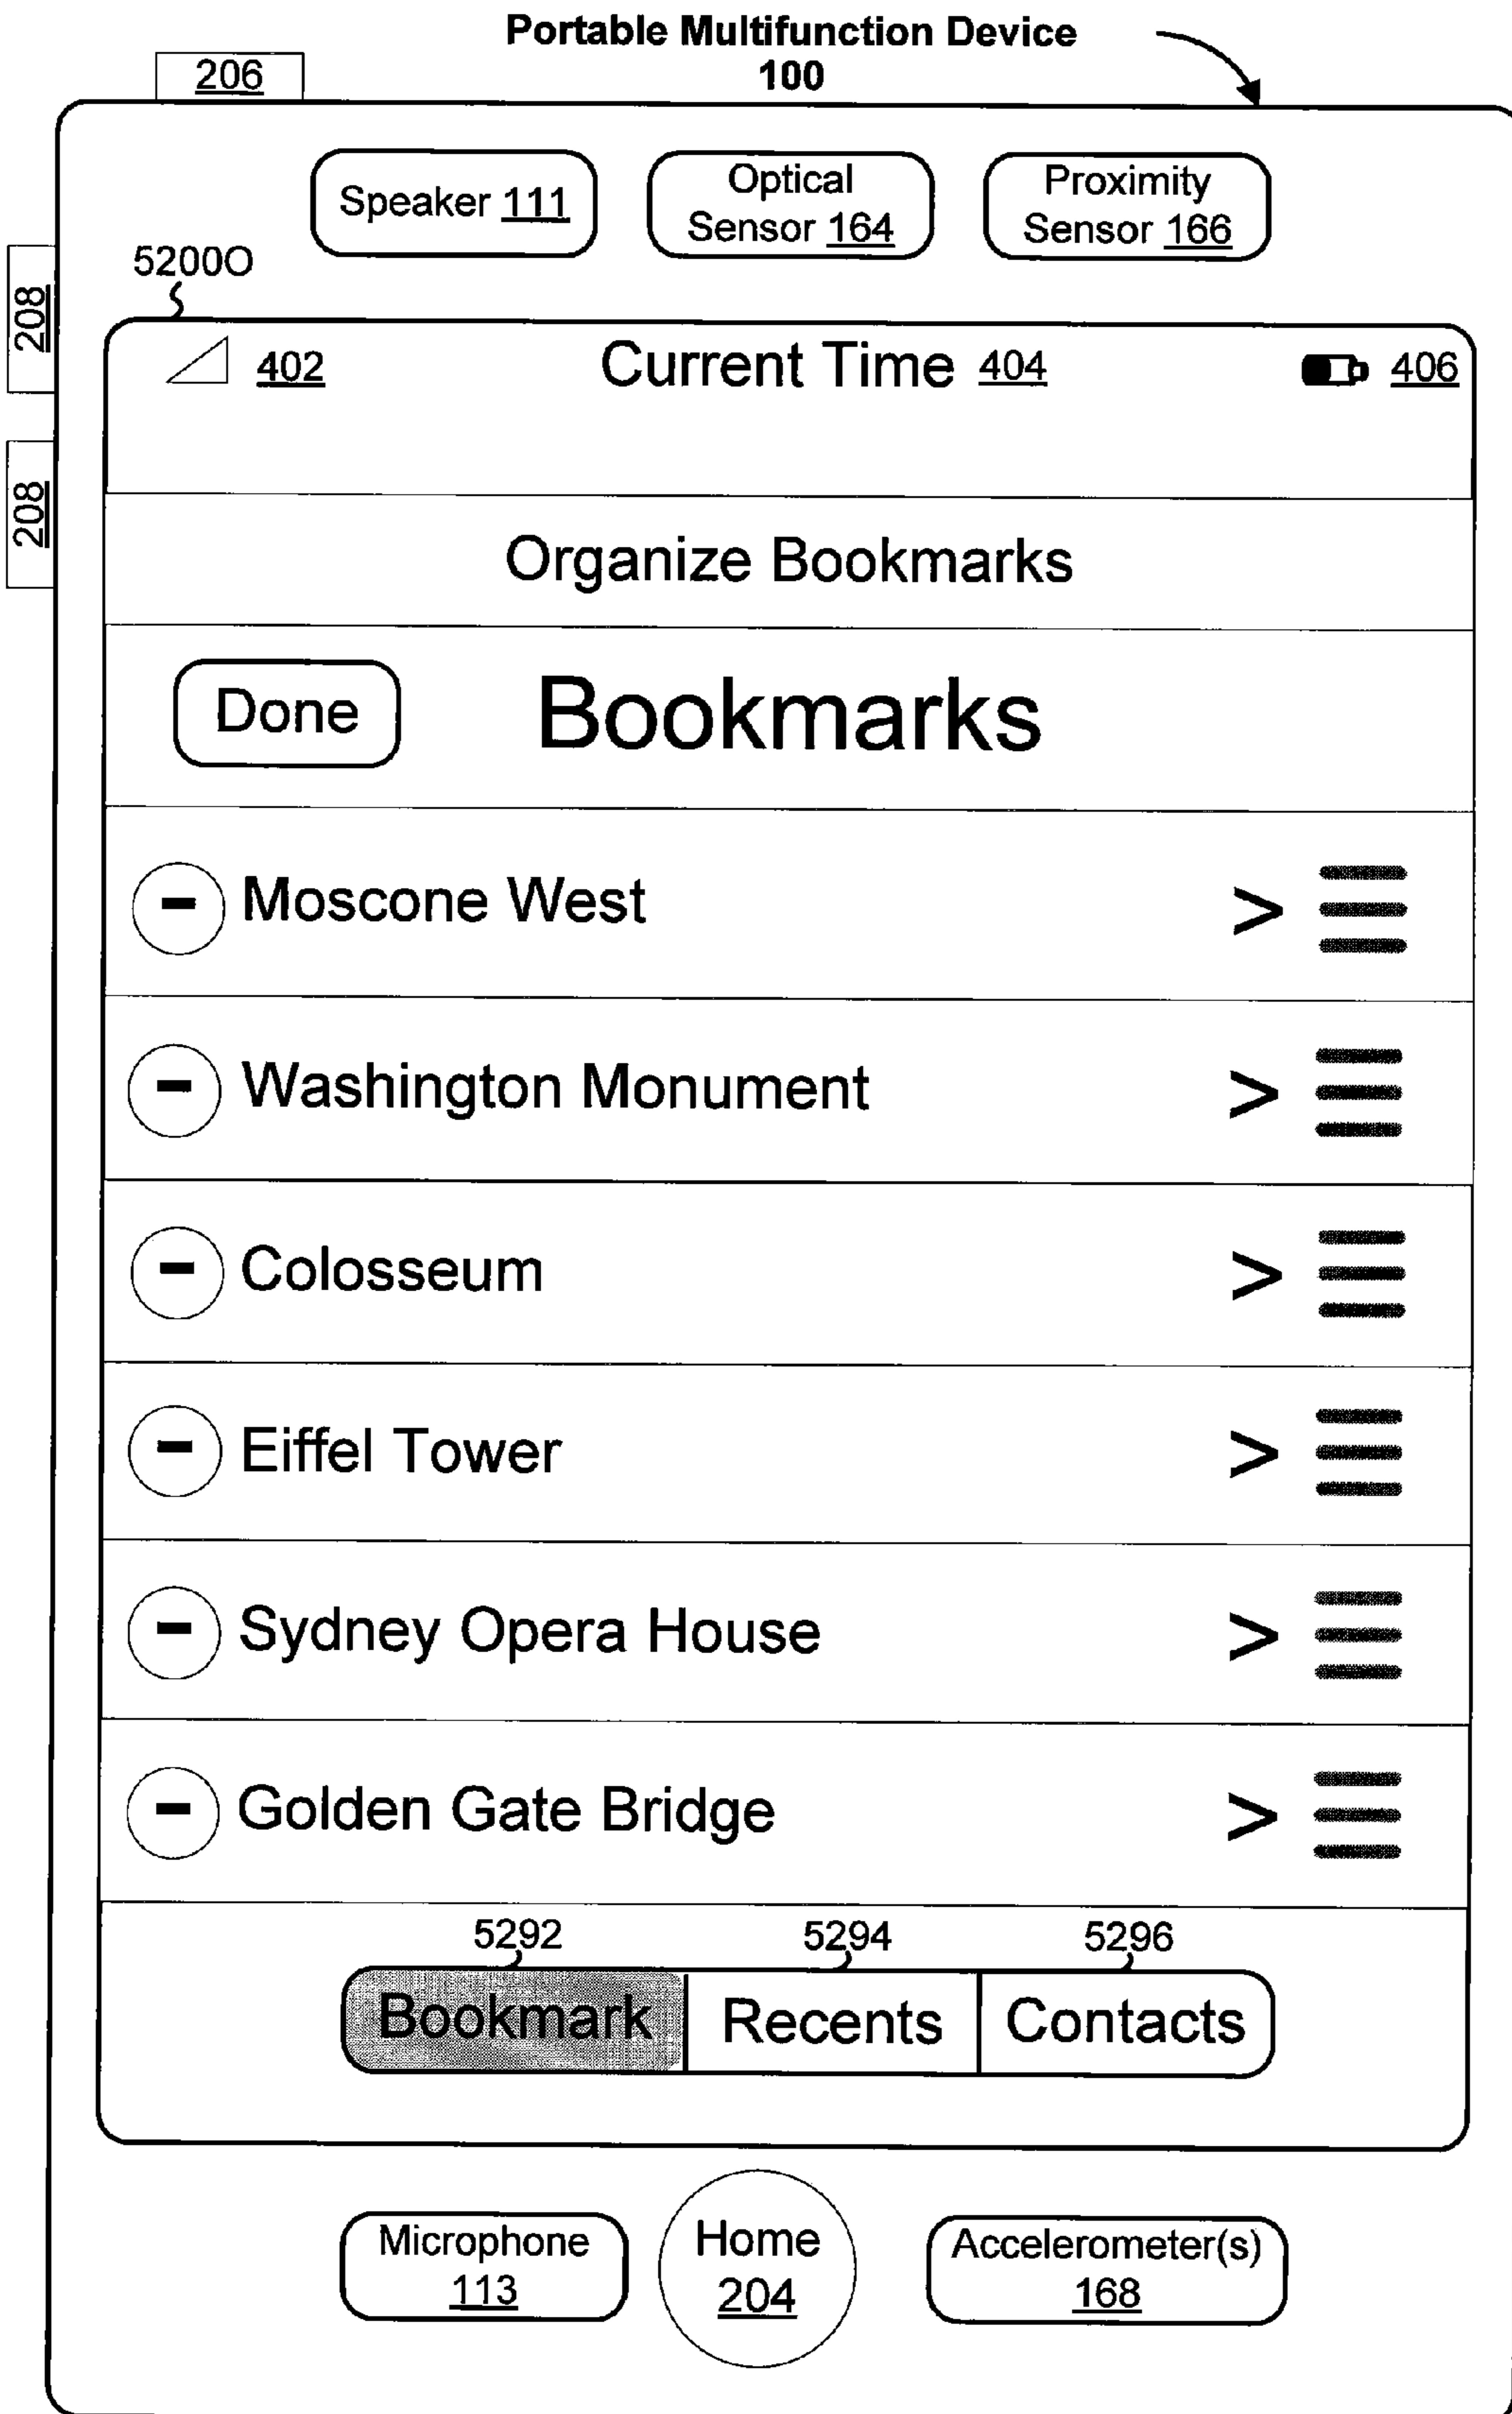 Portable Multifunction Device
100
206
Speaker 111
Optical
Sensor 164
Proximity
Sensor 166
5200O
208
208
402
Current Time 404
406
Organize Bookmarks
Done
Bookmarks
- Moscone West >
- Washington Monument >
- Colosseum >
- Eiffel Tower >
- Sydney Opera House >
- Golden Gate Bridge >
5292 5294 5296
Bookmark Recents Contacts
Microphone
113
Home
204
Accelerometer(s)
168